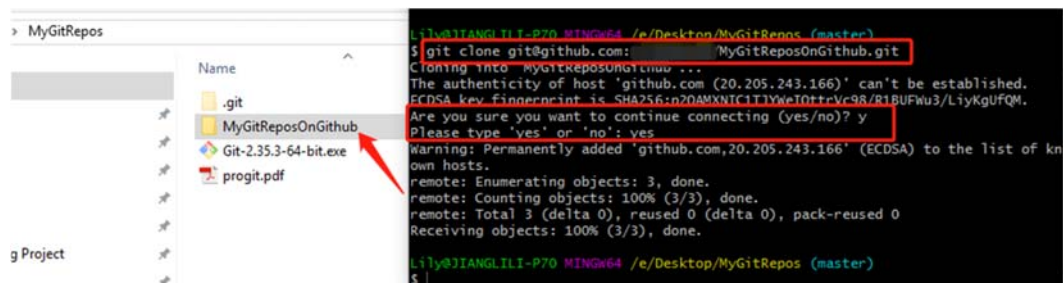 MyGitRepos
Name
.git
MyGitReposOnGithub
Git-2.35.3-64-bit.exe
progit.pdf
g Project
Lily@JIANGLILI-P70 MINGW64 /e/Desktop/MyGitRepos (master)
$ git clone git@github.com: /MyGitReposOnGithub.git
Cloning into 'MyGitReposOnGithub'...
The authenticity of host 'github.com (20.205.243.166)' can't be established.
ECDSA key fingerprint is
Are you sure you want to continue connecting (yes/no)? y
Please type 'yes' or 'no': yes
Warning: Permanently added 'github.com,20.205.243.166' (ECDSA) to the list of kn
own hosts.
remote: Enumerating objects: 3, done.
remote: Counting objects: 100% (3/3), done.
remote: Total 3 (delta 0), reused 0 (delta 0), pack-reused 0
Receiving objects: 100% (3/3), done.
Lily@JIANGLILI-P70 MINGW64 /e/Desktop/MyGitRepos (master)
$